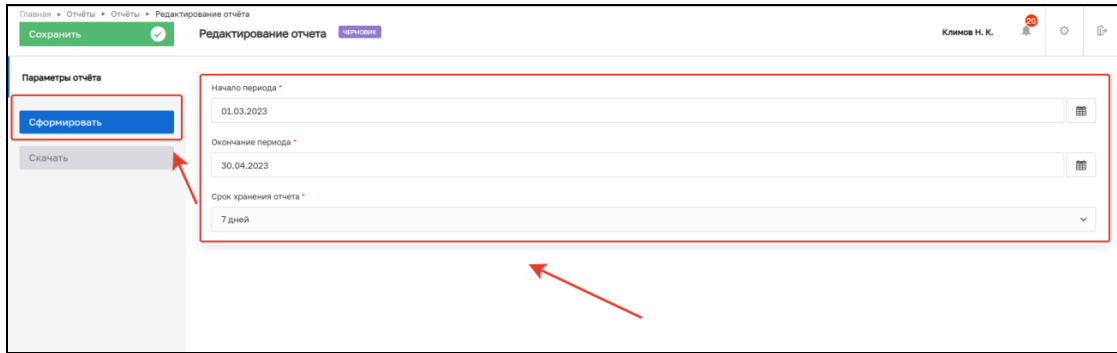 Главная ▸ Отчёты ▸ Отчёты ▸ Редактирование отчёта
Сохранить
Редактирование отчета
ЧЕРНОВИК
Климов Н. К.
20
Параметры отчёта
Сформировать
Скачать
Начало периода *
01.03.2023
Окончание периода *
30.04.2023
Срок хранения отчета *
7 дней